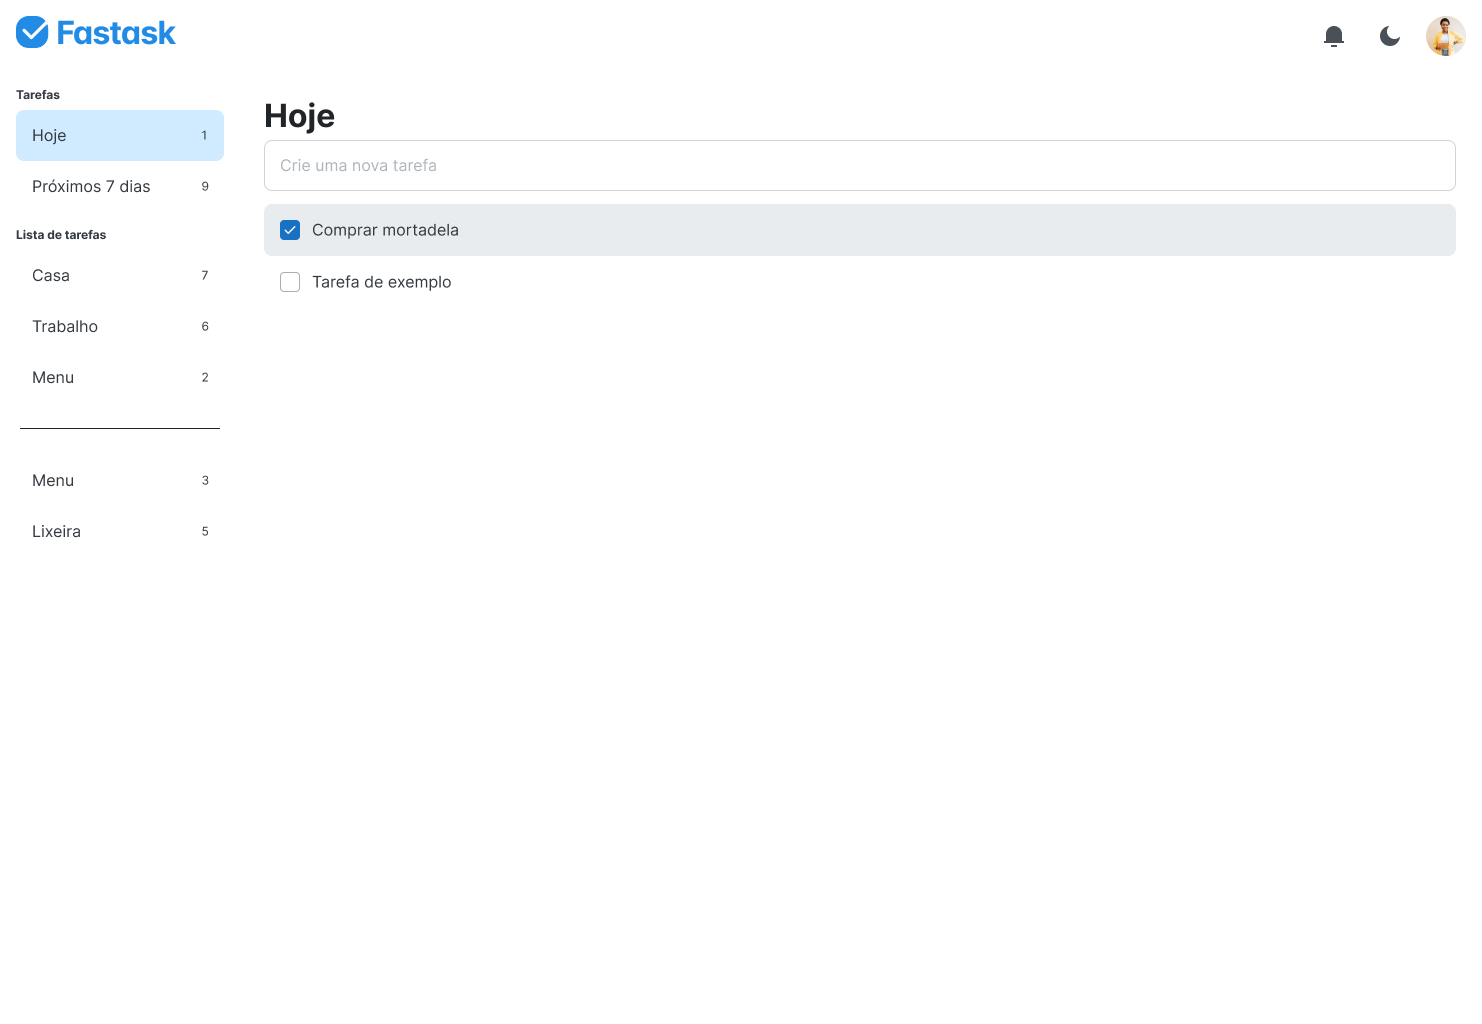 Fastask
Tarefas
Hoje 1
Próximos 7 dias 9
Lista de tarefas
Casa 7
Trabalho 6
Menu 2
Menu 3
Lixeira 5
Hoje
Crie uma nova tarefa
Comprar mortadela
Tarefa de exemplo